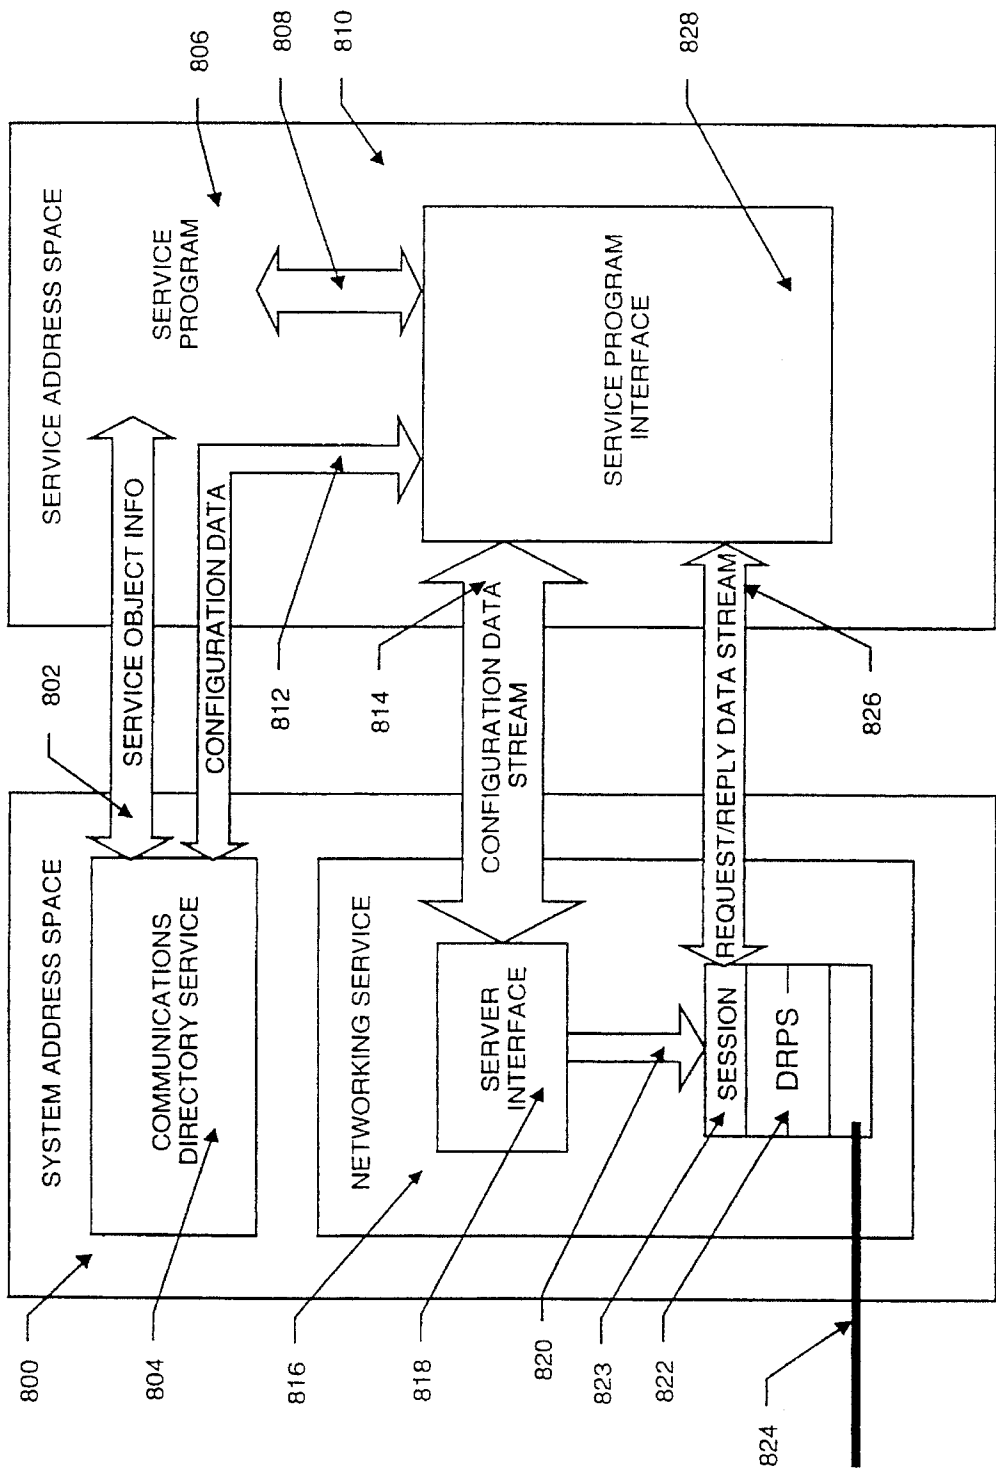 SYSTEM ADDRESS SPACE
COMMUNICATIONS
DIRECTORY SERVICE
NETWORKING SERVICE
SERVER
INTERFACE
SESSION
DRPS
SERVICE OBJECT INFO
CONFIGURATION DATA
CONFIGURATION DATA
STREAM
REQUEST/REPLY DATA STREAM
SERVICE ADDRESS SPACE
SERVICE
PROGRAM
SERVICE PROGRAM
INTERFACE
800
804
816
818
820
823
822
824
802
812
814
826
806
808
810
828